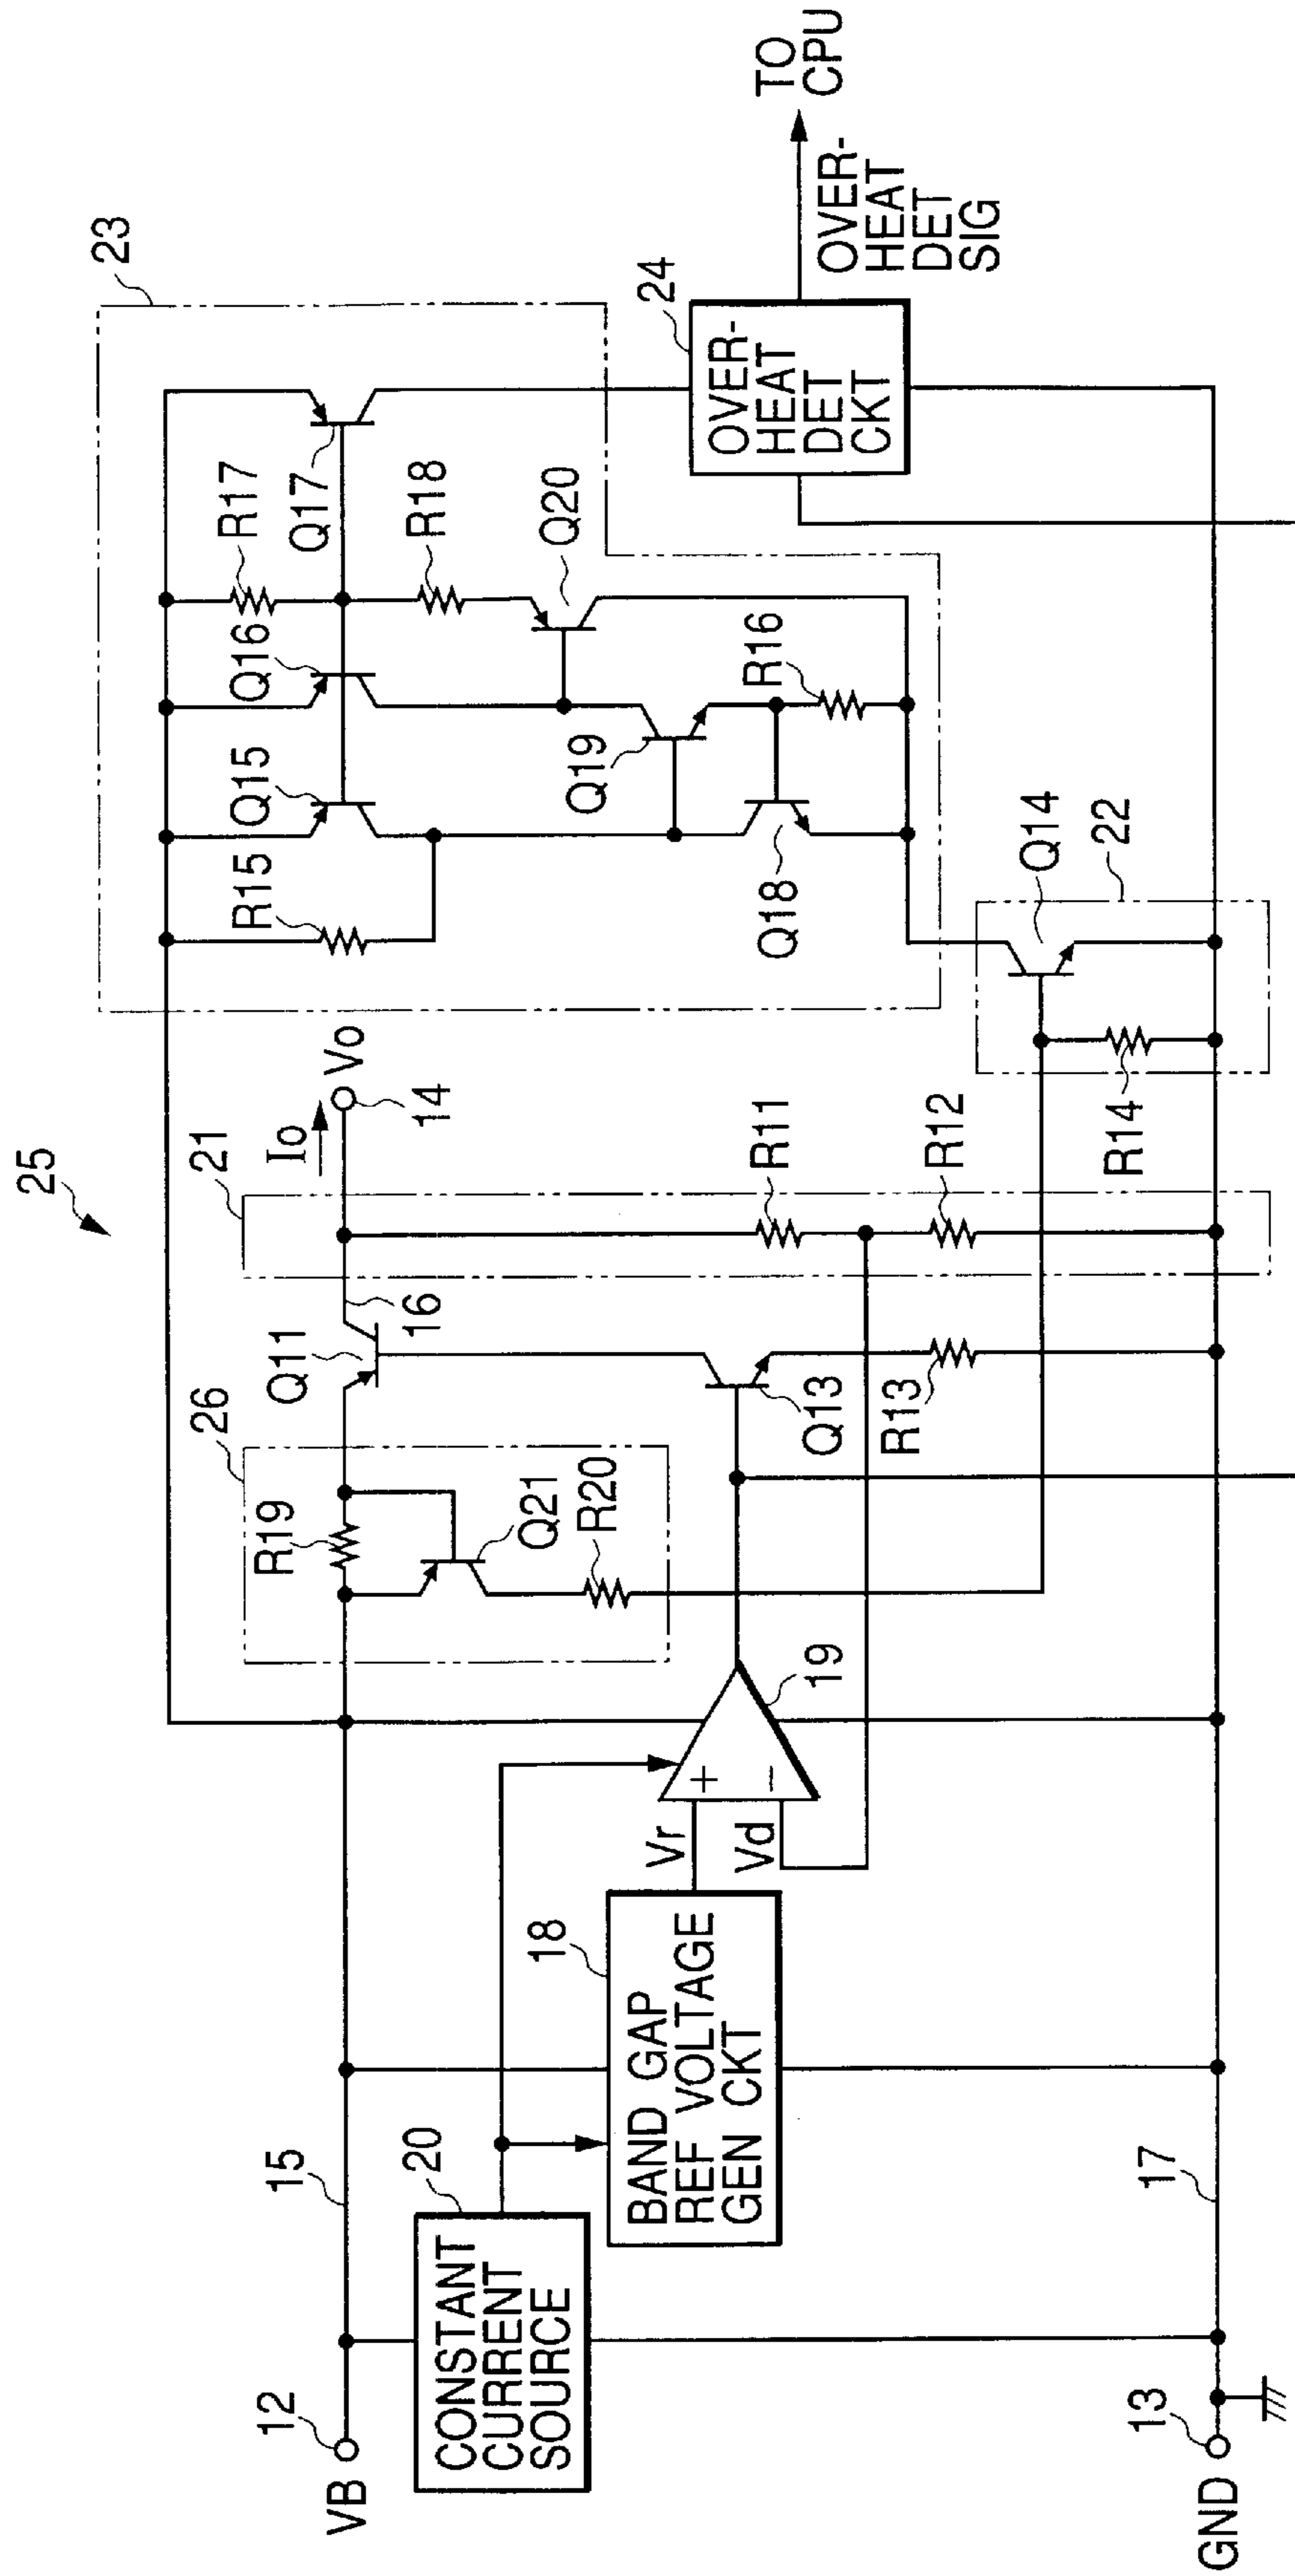 25
23
VB
12
15
20
CONSTANT
CURRENT
SOURCE
18
BAND GAP
REF VOLTAGE
GEN CKT
Vr
Vd
+
−
19
26
R19
Q21
R20
Q11
16
Q13
R13
21
Io
Vo
14
R11
R12
R14
22
Q14
R15
Q15
Q16
R17
Q17
R18
Q20
Q19
R16
Q18
24
OVER-
HEAT
DET
CKT
TO
CPU
OVER-
HEAT
DET
SIG
GND
13
17